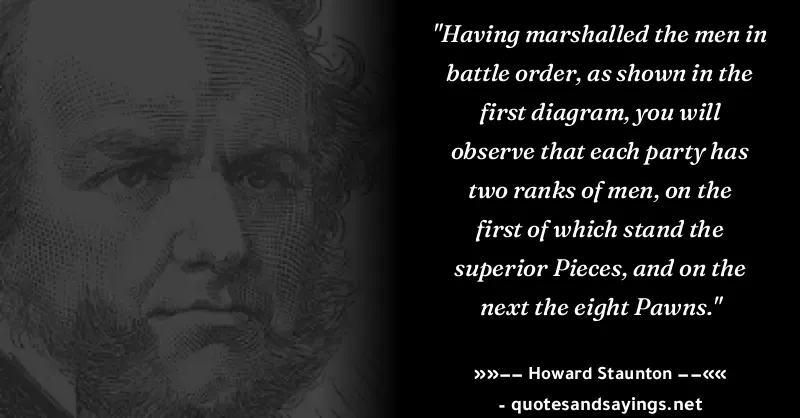 "Having marshalled the men in
battle order, as shown in the
first diagram, you will
observe that each party has
two ranks of men, on the
first of which stand the
superior Pieces, and on the
next the eight Pawns."
»»−− Howard Staunton −−««
- quotesandsayings.net